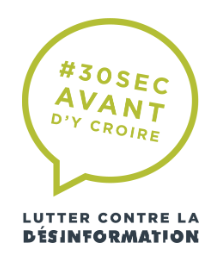 #30SEC
AVANT
D'Y CROIRE
LUTTER CONTRE LA
DÉSINFORMATION